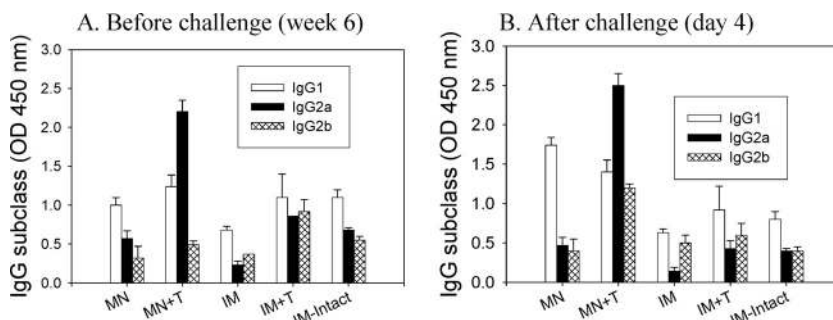 A. Before challenge (week 6)
IgG subclass (OD 450 nm)
3.0
2.5
2.0
1.5
1.0
0.5
0.0
IgG1
IgG2a
IgG2b
MN
MN+T
IM
IM+T
IM-Intact
B. After challenge (day 4)
IgG subclass (OD 450 nm)
3.0
2.5
2.0
1.5
1.0
0.5
0.0
IgG1
IgG2a
IgG2b
MN
MN+T
IM
IM+T
IM-Intact